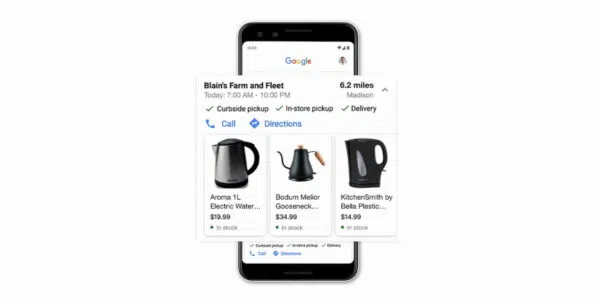 Google
Blain's Farm and Fleet 6.2 miles
Today: 7:00 AM - 10:00 PM Madison
Curbside pickup In-store pickup Delivery
Call Directions
Aroma 1L Electric Water...
$19.99
In stock
Bodum Melior Gooseneck...
$34.99
In stock
KitchenSmith by Bella Plastic...
$14.99
In stock
Curbside pickup In-store pickup Delivery
Call Directions